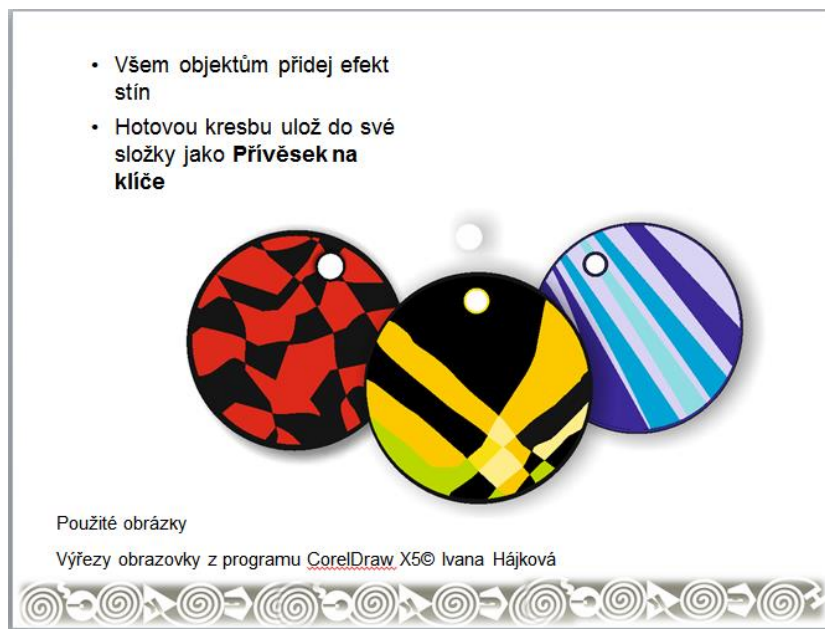 • Všem objektům přidej efekt
stín
• Hotovou kresbu ulož do své
složky jako Přívěsek na
klíče
Použité obrázky
Výřezy obrazovky z programu CorelDraw X5© Ivana Hájková